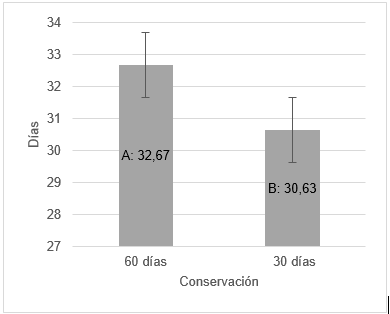 34
33
32
31
30
29
28
27
Días
A: 32,67
B: 30,63
60 días
30 días
Conservación